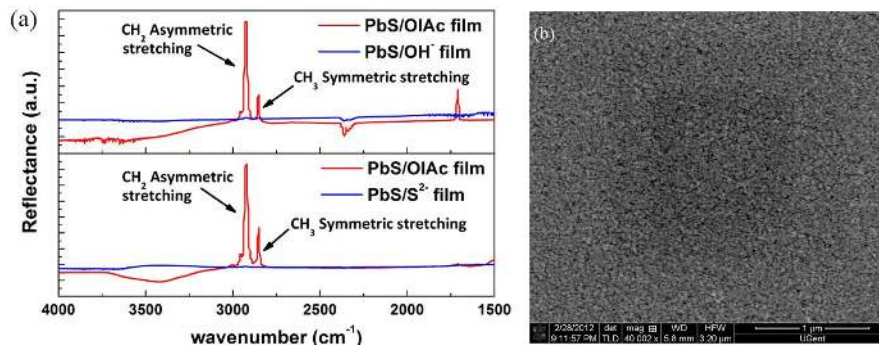 (a)
CH2 Asymmetric
stretching
PbS/OlAc film
PbS/OH- film
CH3 Symmetric stretching
CH2 Asymmetric
stretching
PbS/OlAc film
PbS/S2- film
CH3 Symmetric stretching
Reflectance (a.u.)
4000 3500 3000 2500 2000 1500
wavenumber (cm-1)
(b)
2/28/2012 det mag WD HFW 1 µm
9:11:57 PM TLD 40 002 x 5.8 mm 3.20 µm UGent